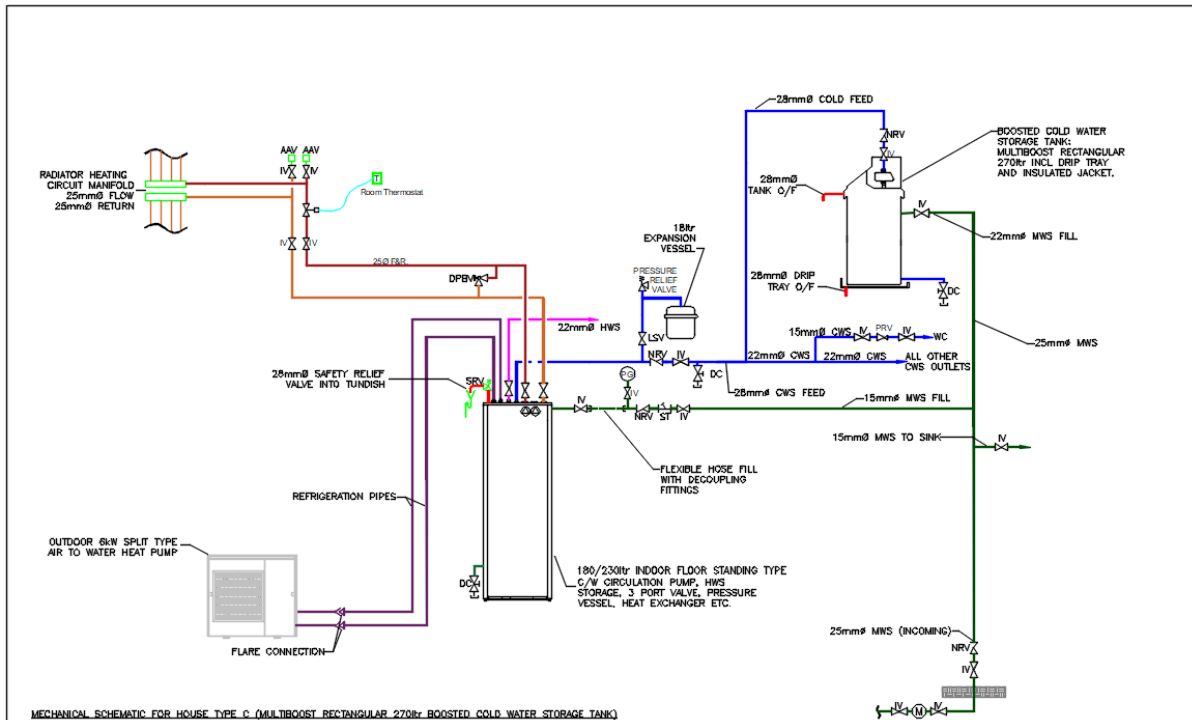 28mmØ COLD FEED
NRV
IV
BOOSTED COLD WATER
STORAGE TANK:
MULTIBOOST RECTANGULAR
270ltr INCL DRIP TRAY
AND INSULATED JACKET.
AAV AAV
IV IV
RADIATOR HEATING
CIRCUIT MANIFOLD
25mmØ FLOW
25mmØ RETURN
T
Room Thermostat
28mmØ
TANK O/F
IV
22mmØ MWS FILL
18ltr
EXPANSION
VESSEL
IV IV
25Ø F&R.
PRESSURE
RELIEF
VALVE
DPBV
28mmØ DRIP
TRAY O/F
DC
22mmØ HWS
LSV
15mmØ CWS
IV PRV IV
WC
25mmØ MWS
NRV IV
22mmØ CWS
22mmØ CWS
ALL OTHER
CWS OUTLETS
DC
28mmØ CWS FEED
28mmØ SAFETY RELIEF
VALVE INTO TUNDISH
SRV
PG
IV
IV
NRV ST IV
15mmØ MWS FILL
15mmØ MWS TO SINK
IV
FLEXIBLE HOSE FILL
WITH DECOUPLING
FITTINGS
REFRIGERATION PIPES
OUTDOOR 6kW SPLIT TYPE
AIR TO WATER HEAT PUMP
DC
180/230ltr INDOOR FLOOR STANDING TYPE
C/W CIRCULATION PUMP, HWS
STORAGE, 3 PORT VALVE, PRESSURE
VESSEL, HEAT EXCHANGER ETC.
FLARE CONNECTION
25mmØ MWS (INCOMING)
NRV
IV
IV M IV
MECHANICAL SCHEMATIC FOR HOUSE TYPE C (MULTIBOOST RECTANGULAR 270ltr BOOSTED COLD WATER STORAGE TANK)